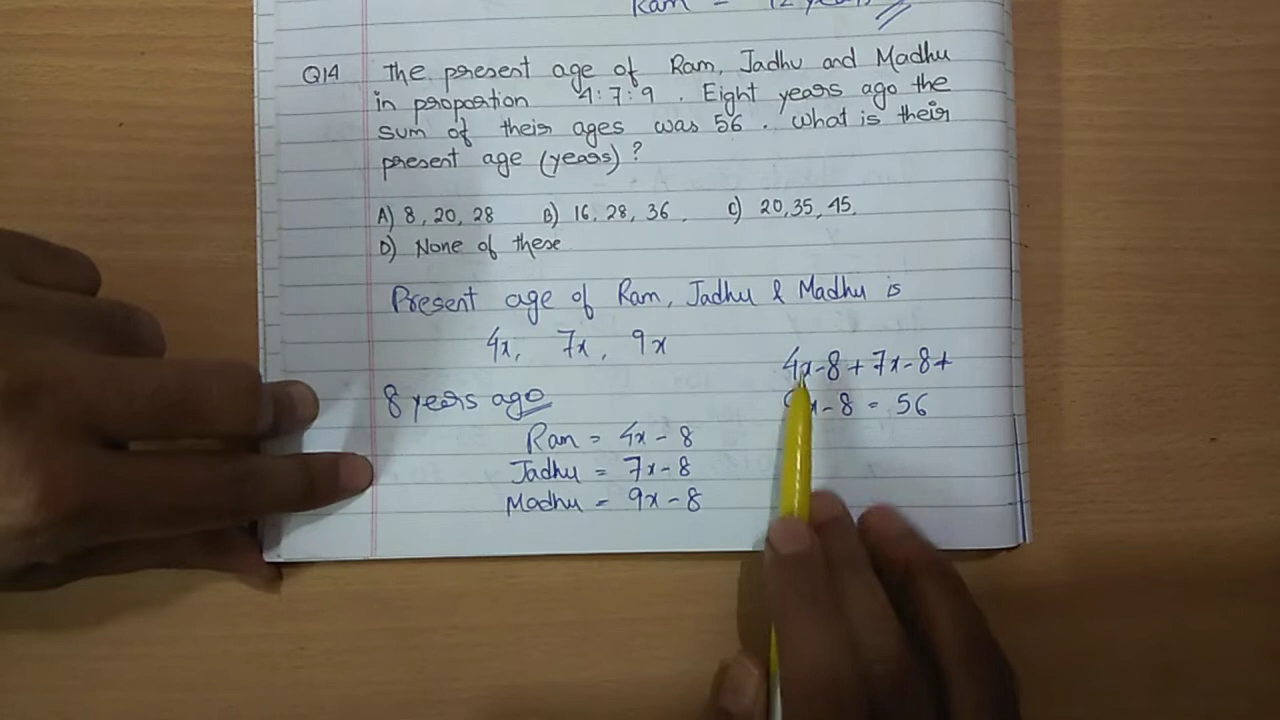 Ram = 12 years
Q14 The present age of Ram, Jadhu and Madhu
in proportion 4:7:9 . Eight years ago the
sum of their ages was 56 . What is their
present age (years) ?
A) 8, 20, 28 B) 16, 28, 36 . C) 20, 35, 45.
D) None of these
Present age of Ram, Jadhu & Madhu is
4x, 7x, 9x
4x-8+7x-8+
x-8 = 56
8 years ago
Ram = 4x - 8
Jadhu = 7x-8
Madhu = 9x-8